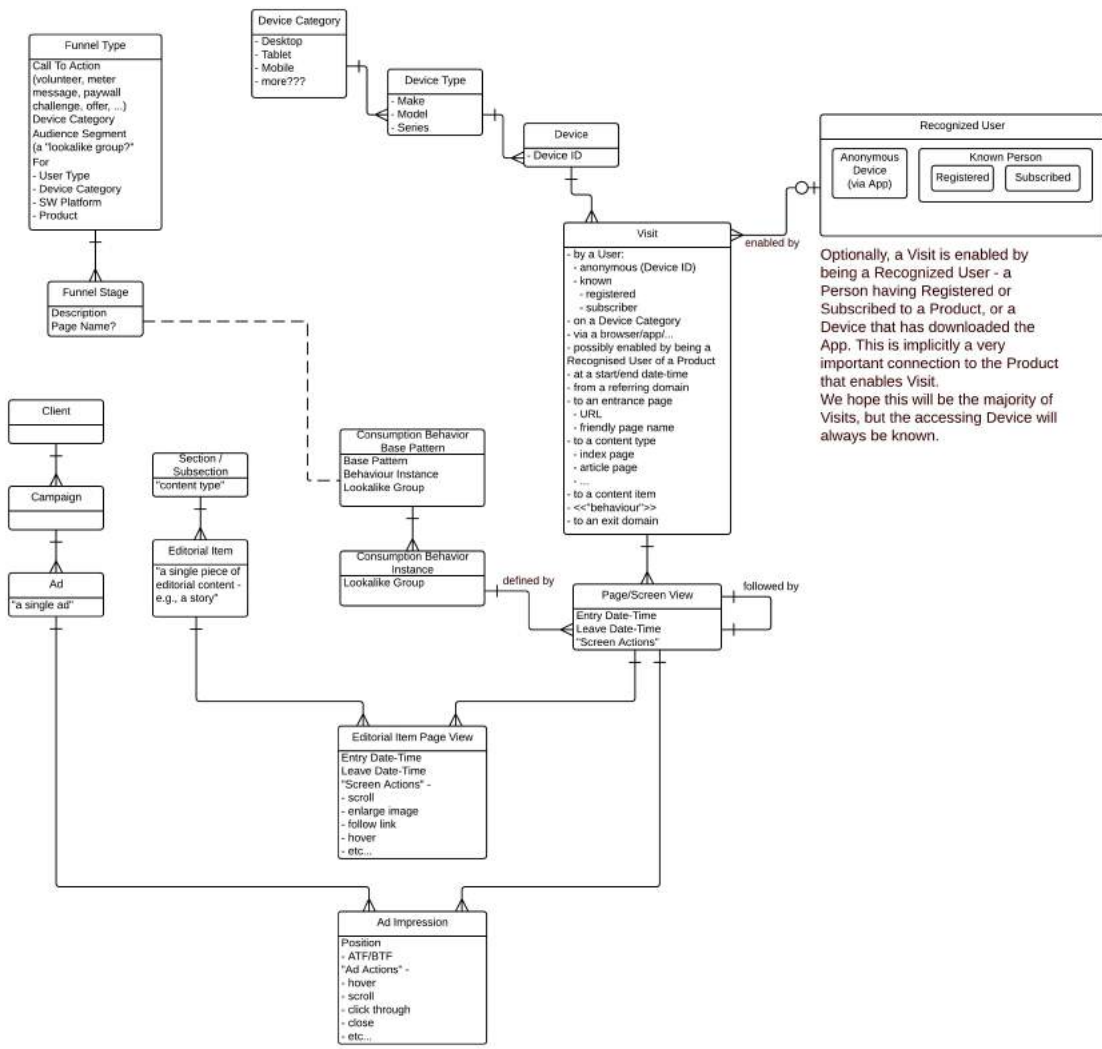 Device Category
- Desktop
- Tablet
- Mobile
- more???
Funnel Type
Call To Action
(volunteer, meter
message, paywall
challenge, offer, ...)
Device Category
Audience Segment
(a "lookalike group?"
For
- User Type
- Device Category
- SW Platform
- Product
Device Type
- Make
- Model
- Series
Device
- Device ID
Recognized User
Anonymous
Device
(via App)
Known Person
Registered
Subscribed
enabled by
Optionally, a Visit is enabled by
being a Recognized User - a
Person having Registered or
Subscribed to a Product, or a
Device that has downloaded the
App. This is implicitly a very
important connection to the Product
that enables Visit.
We hope this will be the majority of
Visits, but the accessing Device will
always be known.
Visit
- by a User:
- anonymous (Device ID)
- known
- registered
- subscriber
- on a Device Category
- via a browser/app/...
- possibly enabled by being a
Recognised User of a Product
- at a start/end date-time
- from a referring domain
- to an entrance page
- URL
- friendly page name
- to a content type
- index page
- article page
- ...
- to a content item
- <<"behaviour">>
- to an exit domain
Funnel Stage
Description
Page Name?
Client
Campaign
Ad
"a single ad"
Section /
Subsection
"content type"
Editorial Item
"a single piece of
editorial content -
e.g., a story"
Consumption Behavior
Base Pattern
Base Pattern
Behaviour Instance
Lookalike Group
Consumption Behavior
Instance
Lookalike Group
defined by
Page/Screen View
Entry Date-Time
Leave Date-Time
"Screen Actions"
followed by
Editorial Item Page View
Entry Date-Time
Leave Date-Time
"Screen Actions" -
- scroll
- enlarge image
- follow link
- hover
- etc...
Ad Impression
Position
- ATF/BTF
"Ad Actions" -
- hover
- scroll
- click through
- close
- etc...